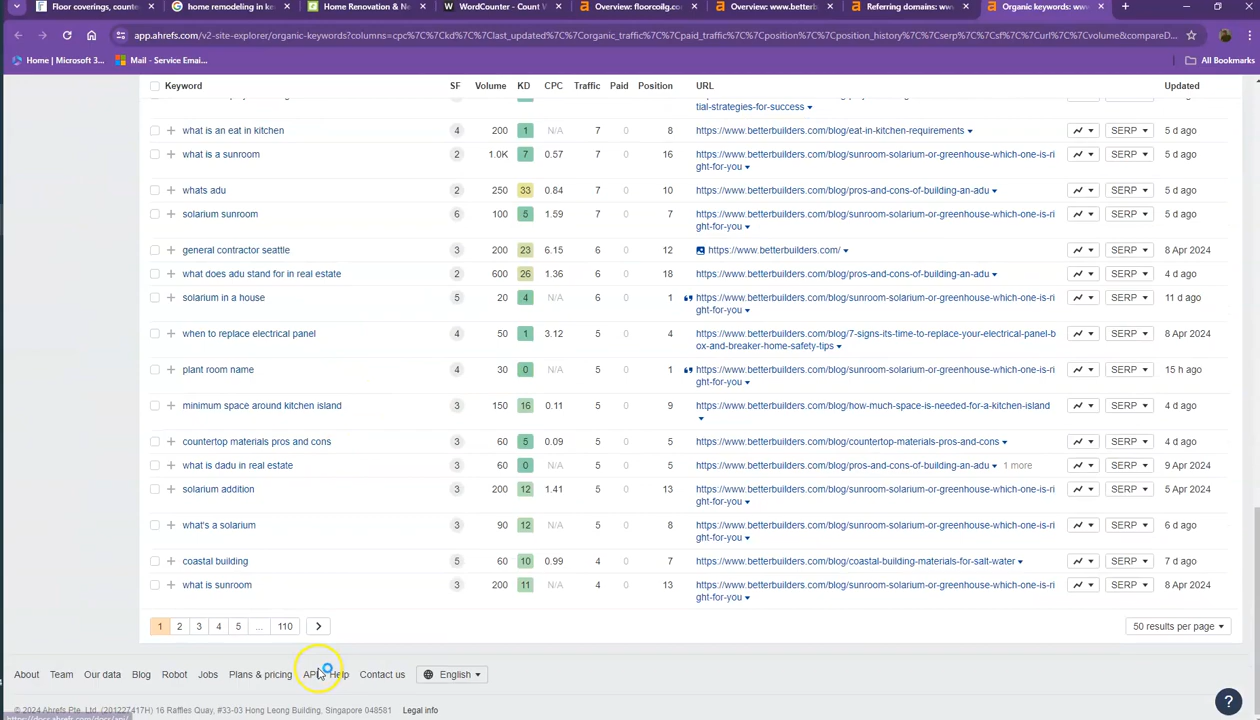 Floor coverings, counter
home remodeling in ke
Home Renovation & Ne
WordCounter - Count W
Overview: floorcoilg.com
Overview: www.betterb
Referring domains: www
Organic keywords: ww
app.ahrefs.com/v2-site-explorer/organic-keywords?columns=cpc%7C%7Ckd%7C%7Clast_updated%7C%7Corganic_traffic%7C%7Cpaid_traffic%7C%7Cposition%7C%7Cposition_history%7C%7Cserp%7C%7Csf%7C%7Curl%7C%7Cvolume&compareD...
Home | Microsoft 3...
Mail - Service Emai...
All Bookmarks
Keyword SF Volume KD CPC Traffic Paid Position URL Updated
tial-strategies-for-success
what is an eat in kitchen 4 200 1 N/A 7 0 8 https://www.betterbuilders.com/blog/eat-in-kitchen-requirements SERP 5 d ago
what is a sunroom 2 1.0K 7 0.57 7 0 16 https://www.betterbuilders.com/blog/sunroom-solarium-or-greenhouse-which-one-is-ri SERP 5 d ago
ght-for-you
whats adu 2 250 33 0.84 7 0 10 https://www.betterbuilders.com/blog/pros-and-cons-of-building-an-adu SERP 5 d ago
solarium sunroom 6 100 5 1.59 7 0 7 https://www.betterbuilders.com/blog/sunroom-solarium-or-greenhouse-which-one-is-ri SERP 5 d ago
ght-for-you
general contractor seattle 3 200 23 6.15 6 0 12 https://www.betterbuilders.com/ SERP 8 Apr 2024
what does adu stand for in real estate 2 600 26 1.36 6 0 18 https://www.betterbuilders.com/blog/pros-and-cons-of-building-an-adu SERP 4 d ago
solarium in a house 5 20 4 N/A 6 0 1 https://www.betterbuilders.com/blog/sunroom-solarium-or-greenhouse-which-one-is-ri SERP 11 d ago
ght-for-you
when to replace electrical panel 4 50 1 3.12 5 0 4 https://www.betterbuilders.com/blog/7-signs-its-time-to-replace-your-electrical-panel-b SERP 8 Apr 2024
ox-and-breaker-home-safety-tips
plant room name 4 30 0 N/A 5 0 1 https://www.betterbuilders.com/blog/sunroom-solarium-or-greenhouse-which-one-is-ri SERP 15 h ago
ght-for-you
minimum space around kitchen island 3 150 16 0.11 5 0 9 https://www.betterbuilders.com/blog/how-much-space-is-needed-for-a-kitchen-island SERP 4 d ago
countertop materials pros and cons 3 60 5 0.09 5 0 5 https://www.betterbuilders.com/blog/countertop-materials-pros-and-cons SERP 4 d ago
what is dadu in real estate 3 60 0 N/A 5 0 5 https://www.betterbuilders.com/blog/pros-and-cons-of-building-an-adu 1 more SERP 9 Apr 2024
solarium addition 3 200 12 1.41 5 0 13 https://www.betterbuilders.com/blog/sunroom-solarium-or-greenhouse-which-one-is-ri SERP 5 Apr 2024
ght-for-you
what's a solarium 3 90 12 N/A 5 0 8 https://www.betterbuilders.com/blog/sunroom-solarium-or-greenhouse-which-one-is-ri SERP 6 d ago
ght-for-you
coastal building 5 60 10 0.99 4 0 7 https://www.betterbuilders.com/blog/coastal-building-materials-for-salt-water SERP 7 d ago
what is sunroom 3 200 11 N/A 4 0 13 https://www.betterbuilders.com/blog/sunroom-solarium-or-greenhouse-which-one-is-ri SERP 8 Apr 2024
ght-for-you
1 2 3 4 5 ... 110 50 results per page
About Team Our data Blog Robot Jobs Plans & pricing API Help Contact us English
© 2024 Ahrefs Pte. Ltd. (201227417H) 16 Raffles Quay, #33-03 Hong Leong Building, Singapore 048581 Legal info
https://docs.ahrefs.com/docs/api/
?